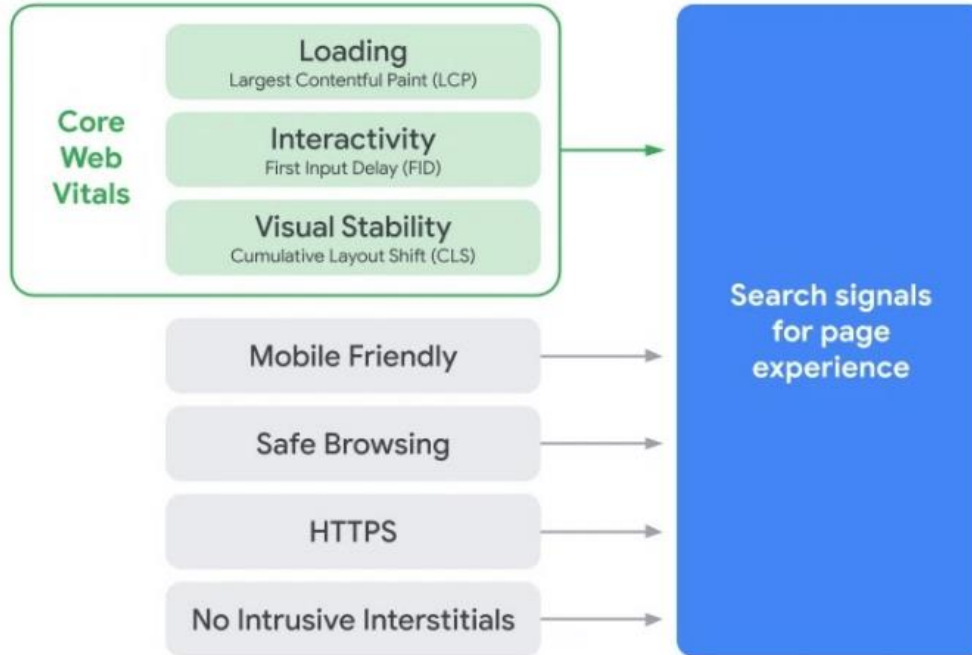 Core
Web
Vitals
Loading
Largest Contentful Paint (LCP)
Interactivity
First Input Delay (FID)
Visual Stability
Cumulative Layout Shift (CLS)
Mobile Friendly
Safe Browsing
HTTPS
No Intrusive Interstitials
Search signals
for page
experience